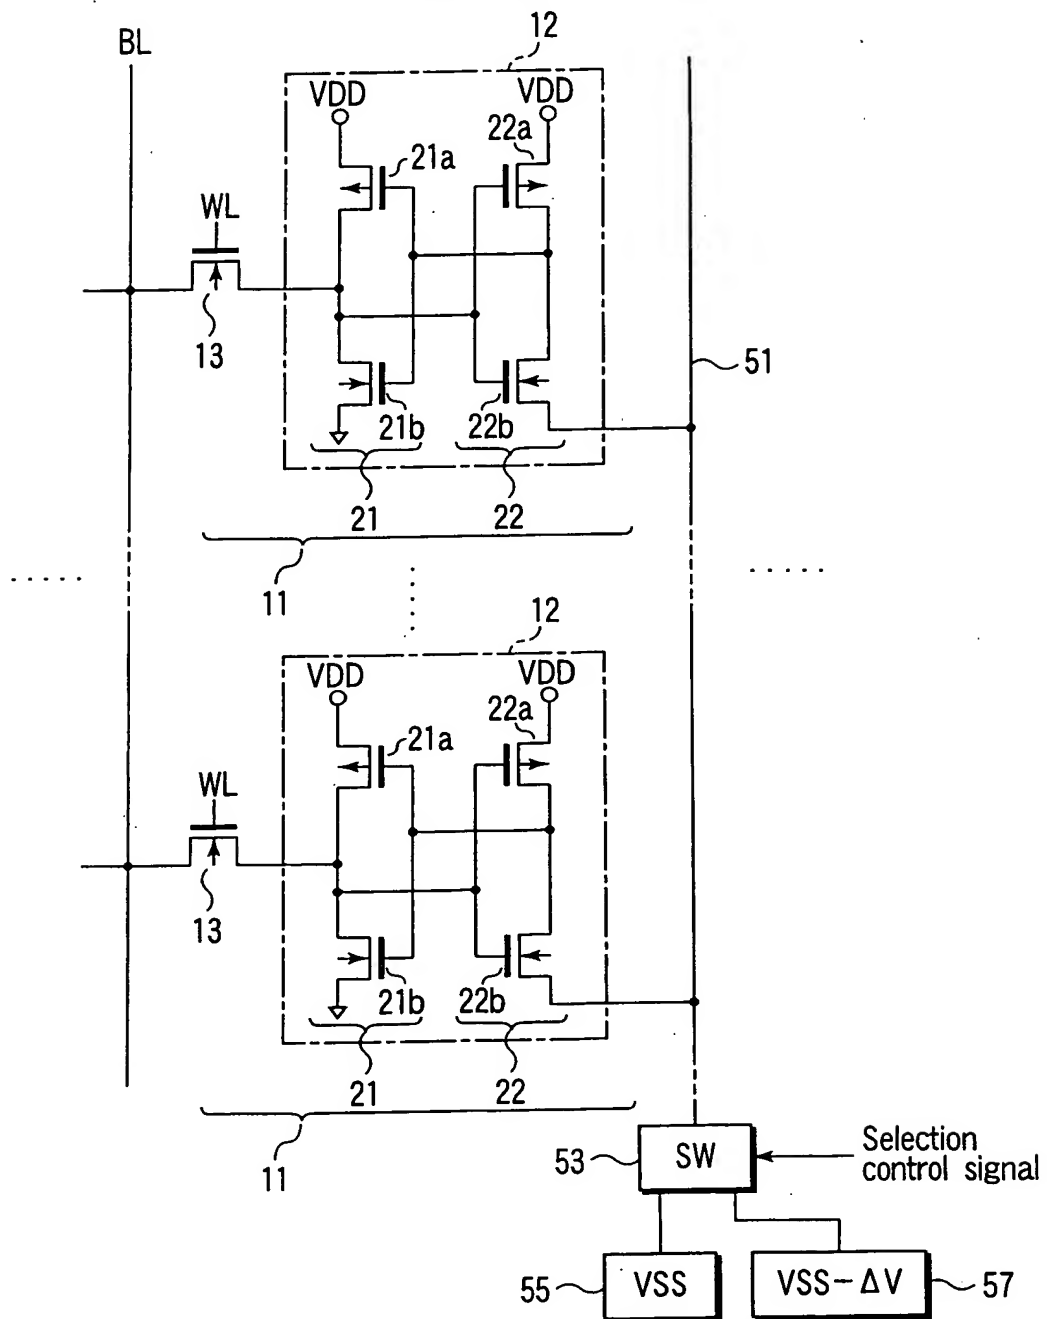 BL
12
VDD
VDD
22a
21a
WL
13
51
21b
22b
21
22
11
12
VDD
VDD
22a
21a
WL
13
21b
22b
21
22
11
53
SW
Selection
control signal
55
VSS
VSS-ΔV
57